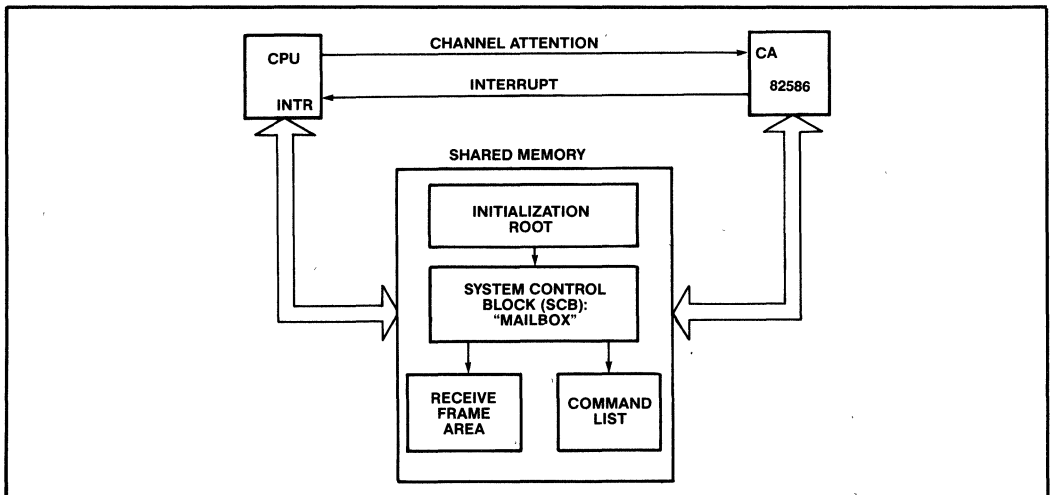 CPU
INTR
CHANNEL ATTENTION
INTERRUPT
CA
82586
SHARED MEMORY
INITIALIZATION
ROOT
SYSTEM CONTROL
BLOCK (SCB):
“MAILBOX”
RECEIVE
FRAME
AREA
COMMAND
LIST